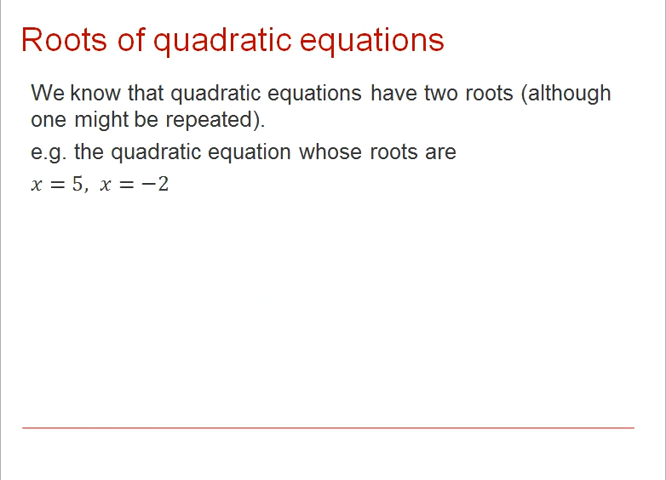 Roots of quadratic equations
We know that quadratic equations have two roots (although
one might be repeated).
e.g. the quadratic equation whose roots are
x = 5, x = −2